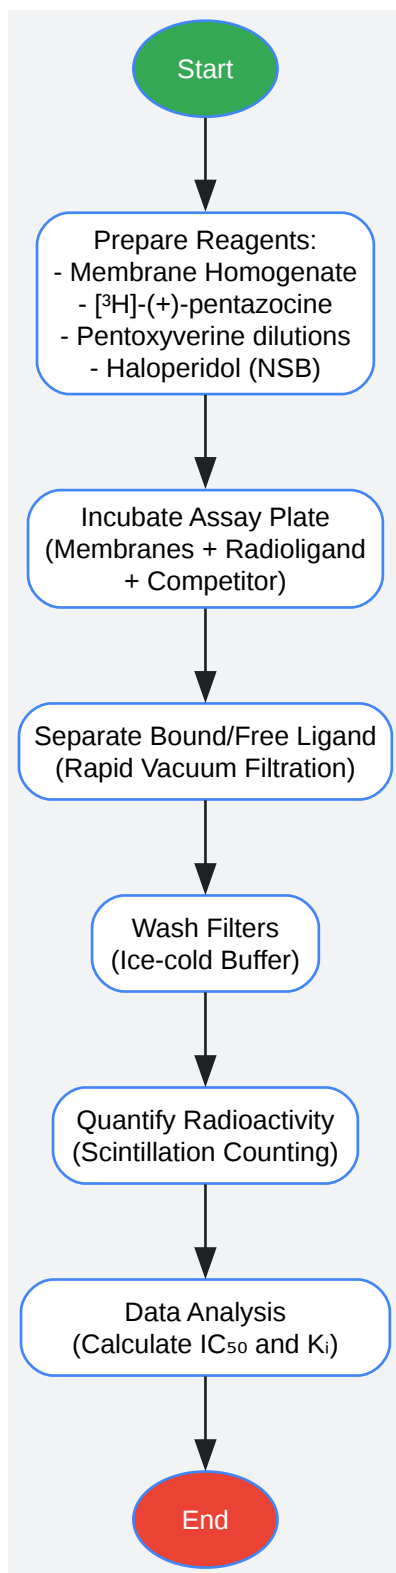 Start
Prepare Reagents:
- Membrane Homogenate
- [³H]-(+)-pentazocine
- Pentoxyverine dilutions
- Haloperidol (NSB)
Incubate Assay Plate
(Membranes + Radioligand
+ Competitor)
Separate Bound/Free Ligand
(Rapid Vacuum Filtration)
Wash Filters
(Ice-cold Buffer)
Quantify Radioactivity
(Scintillation Counting)
Data Analysis
(Calculate IC₅₀ and Kᵢ)
End